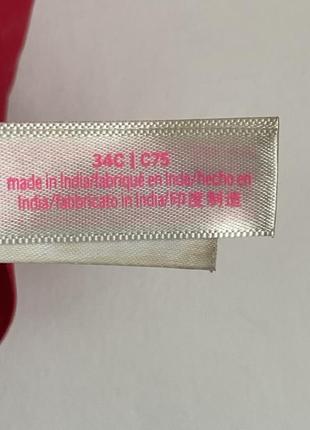 34C | C75
made in India/fabriqué en Inde/hecho en
India/fabbricato in India/印度 制造